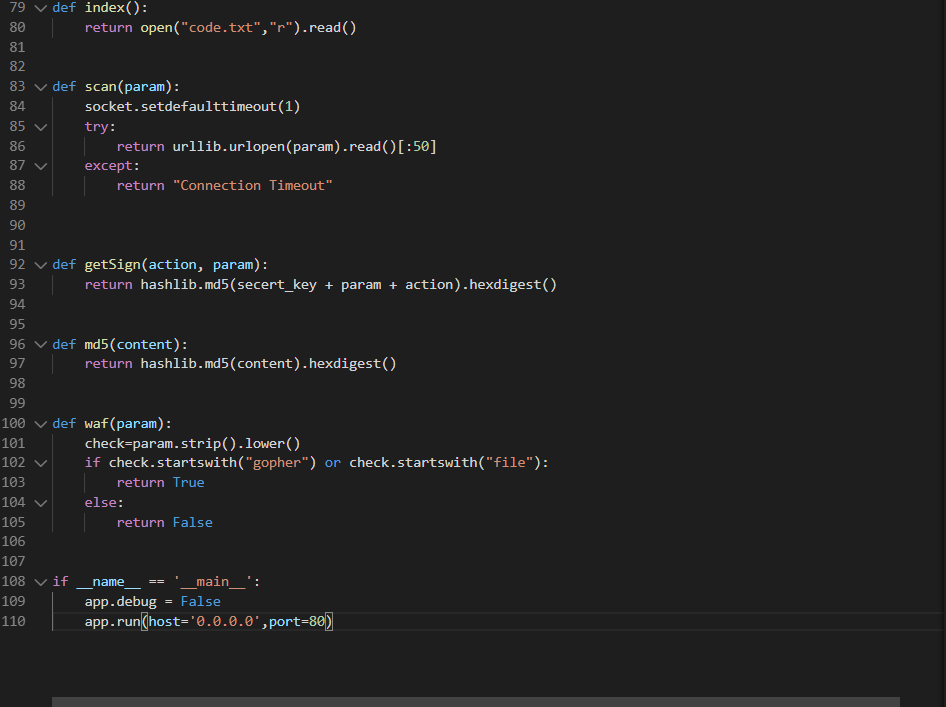 79 def index():
80 return open("code.txt","r").read()
81
82
83 def scan(param):
84 socket.setdefaulttimeout(1)
85 try:
86 return urllib.urlopen(param).read()[:50]
87 except:
88 return "Connection Timeout"
89
90
91
92 def getSign(action, param):
93 return hashlib.md5(secert_key + param + action).hexdigest()
94
95
96 def md5(content):
97 return hashlib.md5(content).hexdigest()
98
99
100 def waf(param):
101 check=param.strip().lower()
102 if check.startswith("gopher") or check.startswith("file"):
103 return True
104 else:
105 return False
106
107
108 if __name__ == '__main__':
109 app.debug = False
110 app.run(host='0.0.0.0',port=80)